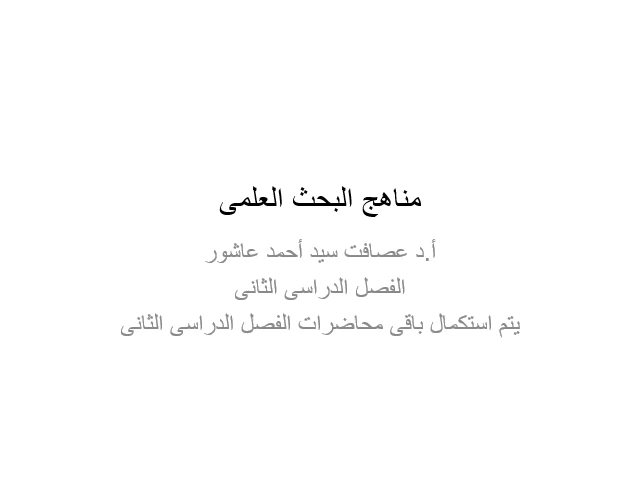 مناهج البحث العلمى
أ.د عصافت سيد أحمد عاشور
الفصل الدراسى الثانى
يتم استكمال باقى محاضرات الفصل الدراسى الثانى